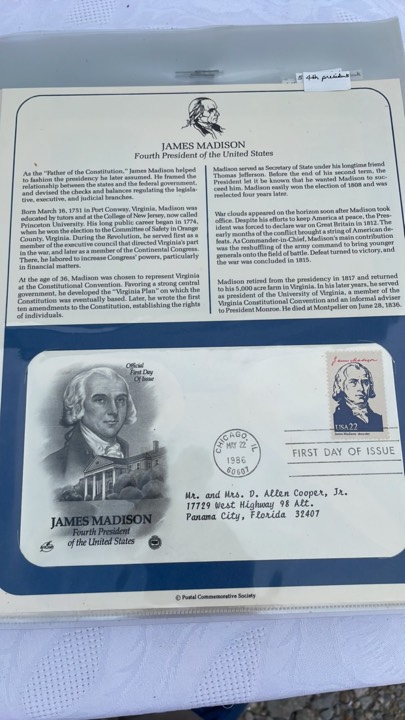 4th president
JAMES MADISON
Fourth President of the United States
As the "Father of the Constitution," James Madison helped
to fashion the presidency he later assumed. He framed the
relationship between the states and the federal government,
and devised the checks and balances regulating the legisla-
tive, executive, and judicial branches.
Born March 16, 1751 in Port Conway, Virginia, Madison was
educated by tutors and at the College of New Jersey, now called
Princeton University. His long public career began in 1774,
when he won the election to the Committee of Safety in Orange
County, Virginia. During the Revolution, he served first as a
member of the executive council that directed Virginia's part
in the war, and later as a member of the Continental Congress.
There, he labored to increase Congress' powers, particularly
in financial matters.
At the age of 36, Madison was chosen to represent Virginia
at the Constitutional Convention. Favoring a strong central
government, he developed the "Virginia Plan" on which the
Constitution was eventually based. Later, he wrote the first
ten amendments to the Constitution, establishing the rights
of individuals.
Madison served as Secretary of State under his longtime friend
Thomas Jefferson. Before the end of his second term, the
President let it be known that he wanted Madison to suc-
ceed him. Madison easily won the election of 1808 and was
reelected four years later.
War clouds appeared on the horizon soon after Madison took
office. Despite his efforts to keep America at peace, the Pres-
ident was forced to declare war on Great Britain in 1812. The
early months of the conflict brought a string of American de-
feats. As Commander-in-Chief, Madison's main contribution
was the reshuffling of the army command to bring younger
generals onto the field of battle. Defeat turned to victory, and
the war was concluded in 1815.
Madison retired from the presidency in 1817 and returned
to his 5,000 acre farm in Virginia. In his later years, he served
as president of the University of Virginia, a member of the
Virginia Constitutional Convention and an informal adviser
to President Monroe. He died at Montpelier on June 28, 1836.
Official
First Day
Of Issue
CHICAGO, IL
MAY 22
1986
60607
James Madison
USA 22
FIRST DAY OF ISSUE
Mr. and Mrs. D. Allen Cooper, Jr.
17729 West Highway 98 Alt.
Panama City, Florida 32407
JAMES MADISON
Fourth President
of the United States
© Postal Commemorative Society